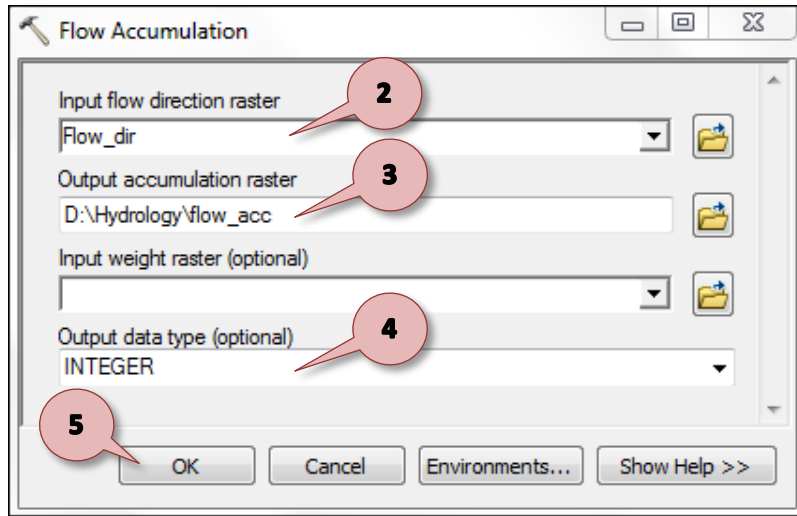 Flow Accumulation
Input flow direction raster
2
Flow_dir
Output accumulation raster
3
D:\Hydrology\flow_acc
Input weight raster (optional)
Output data type (optional)
4
INTEGER
5
OK Cancel Environments... Show Help >>